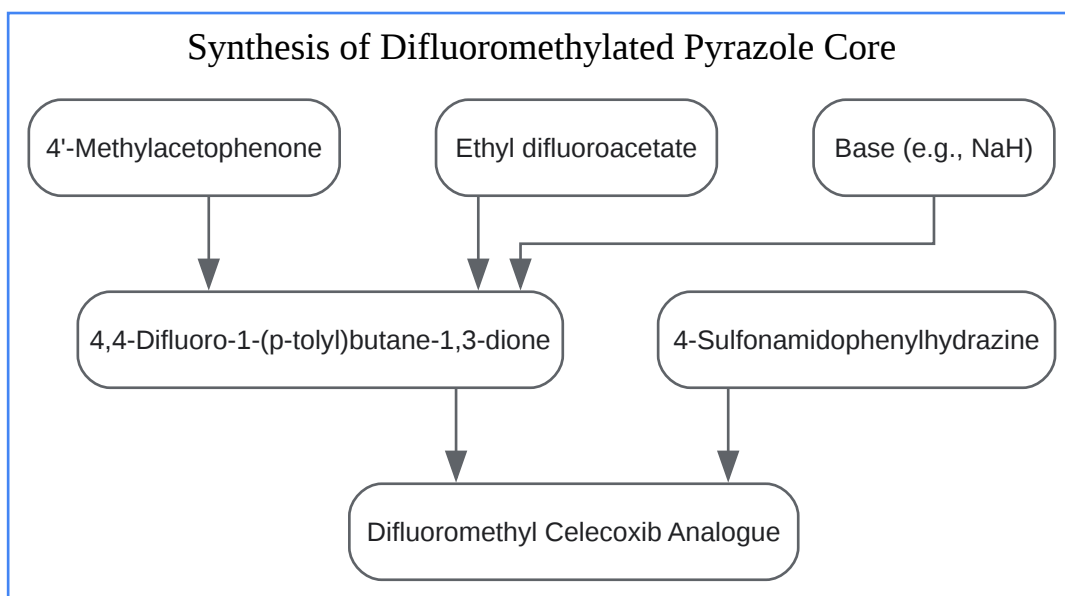 Synthesis of Difluoromethylated Pyrazole Core
4'-Methylacetophenone
Ethyl difluoroacetate
Base (e.g., NaH)
4,4-Difluoro-1-(p-tolyl)butane-1,3-dione
4-Sulfonamidophenylhydrazine
Difluoromethyl Celecoxib Analogue